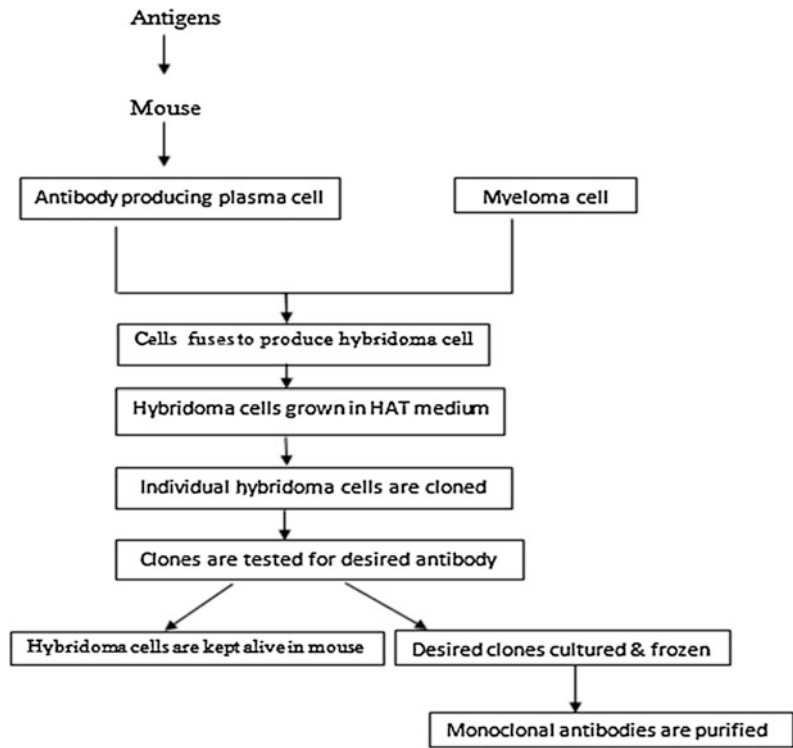 Antigens
Mouse
Antibody producing plasma cell
Myeloma cell
Cells fuses to produce hybridoma cell
Hybridoma cells grown in HAT medium
Individual hybridoma cells are cloned
Clones are tested for desired antibody
Hybridoma cells are kept alive in mouse
Desired clones cultured & frozen
Monoclonal antibodies are purified